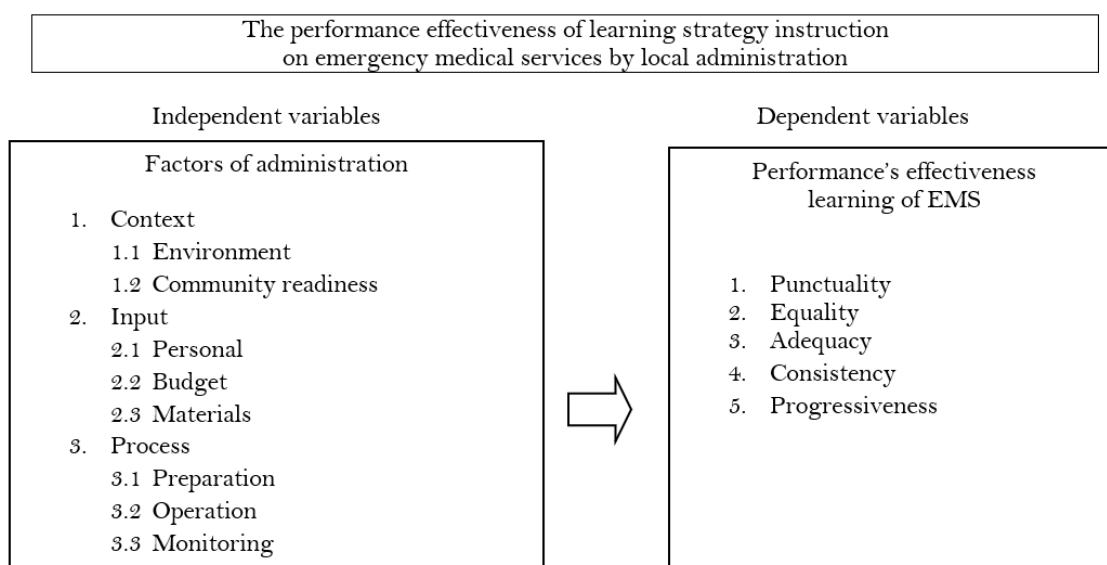 The performance effectiveness of learning strategy instruction
on emergency medical services by local administration
Independent variables
Factors of administration
1. Context
1.1 Environment
1.2 Community readiness
2. Input
2.1 Personal
2.2 Budget
2.3 Materials
3. Process
3.1 Preparation
3.2 Operation
3.3 Monitoring
Dependent variables
Performance’s effectiveness
learning of EMS
1. Punctuality
2. Equality
3. Adequacy
4. Consistency
5. Progressiveness